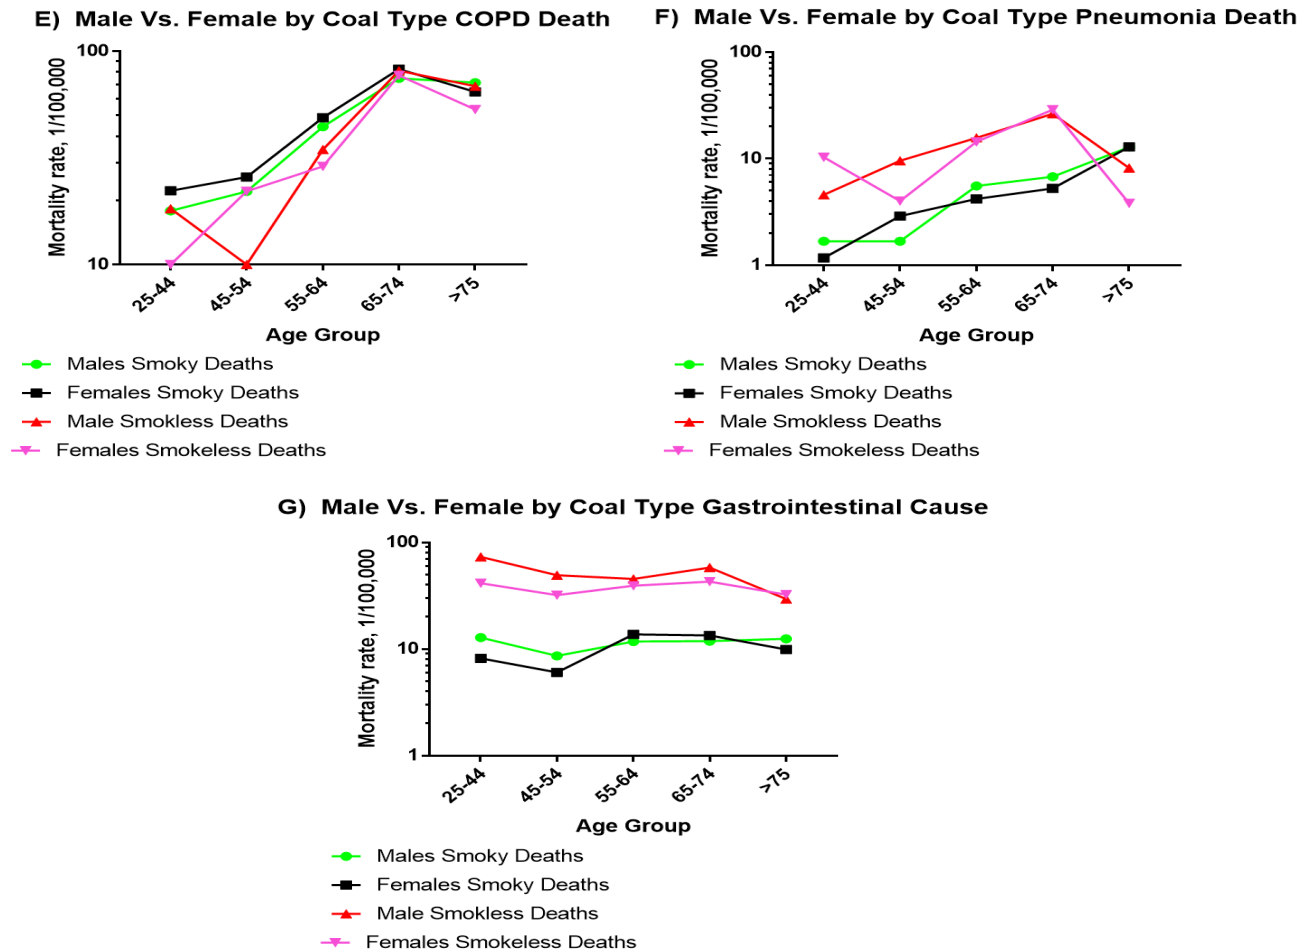 E) Male Vs. Female by Coal Type COPD Death
100
10
Mortality rate, 1/100,000
25-44
45-54
55-64
65-74
>75
Age Group
Males Smoky Deaths
Females Smoky Deaths
Male Smokless Deaths
Females Smokeless Deaths
F) Male Vs. Female by Coal Type Pneumonia Death
100
10
1
Mortality rate, 1/100,000
25-44
45-54
55-64
65-74
>75
Age Group
Males Smoky Deaths
Females Smoky Deaths
Male Smokless Deaths
Females Smokeless Deaths
G) Male Vs. Female by Coal Type Gastrointestinal Cause
100
10
1
Mortality rate, 1/100,000
25-44
45-54
55-64
65-74
>75
Age Group
Males Smoky Deaths
Females Smoky Deaths
Male Smokless Deaths
Females Smokeless Deaths